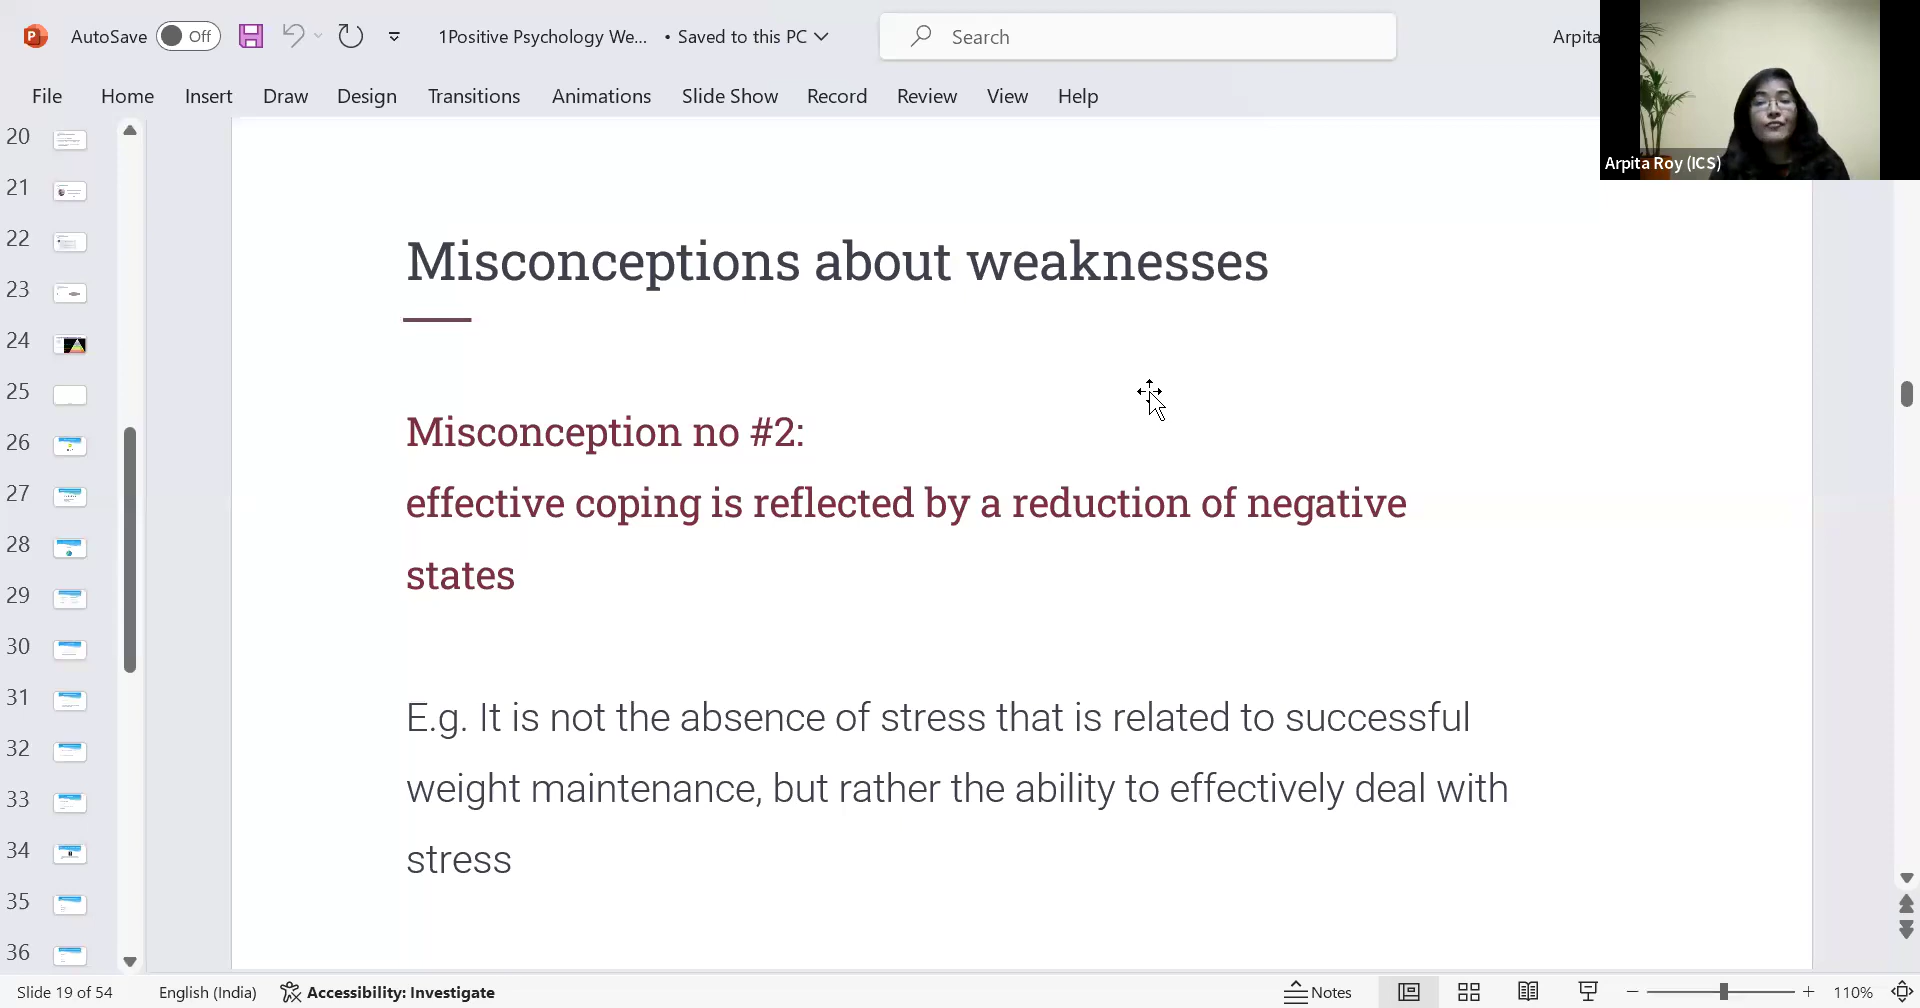 AutoSave Off 1Positive Psychology We... • Saved to this PC Search Arpita
File Home Insert Draw Design Transitions Animations Slide Show Record Review View Help
Arpita Roy (ICS)
20
21
22
23
24
25
26
27
28
29
30
31
32
33
34
35
36
Misconceptions about weaknesses
Misconception no #2:
effective coping is reflected by a reduction of negative
states
E.g. It is not the absence of stress that is related to successful
weight maintenance, but rather the ability to effectively deal with
stress
Slide 19 of 54 English (India) Accessibility: Investigate Notes 110%